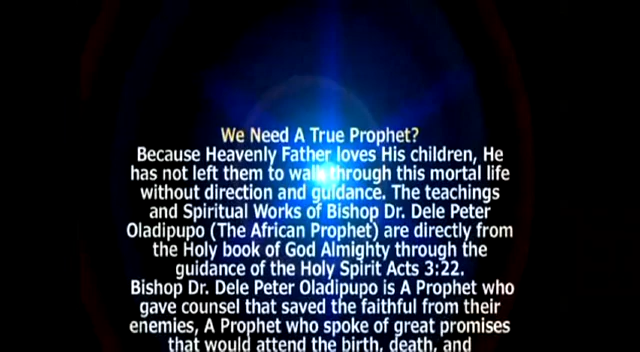 We Need A True Prophet?
Because Heavenly Father loves His children, He
has not left them to walk through this mortal life
without direction and guidance. The teachings
and Spiritual Works of Bishop Dr. Dele Peter
Oladipupo (The African Prophet) are directly from
the Holy book of God Almighty through the
guidance of the Holy Spirit Acts 3:22.
Bishop Dr. Dele Peter Oladipupo is A Prophet who
gave counsel that saved the faithful from their
enemies, A Prophet who spoke of great promises
that would attend the birth, death, and